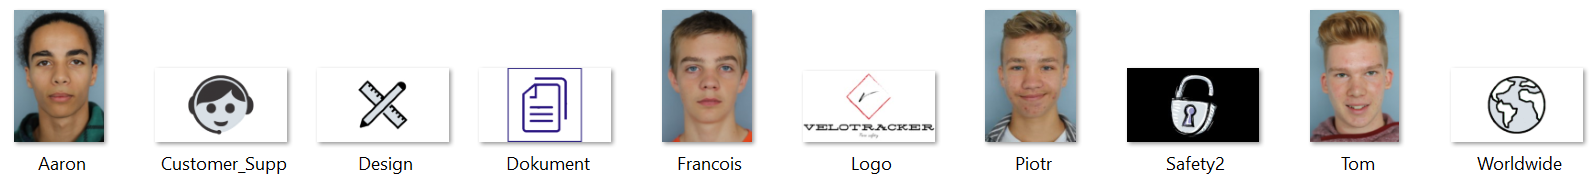 VELOTRACKER
Aaron
Customer_Supp
Design
Dokument
Francois
Logo
Piotr
Safety2
Tom
Worldwide